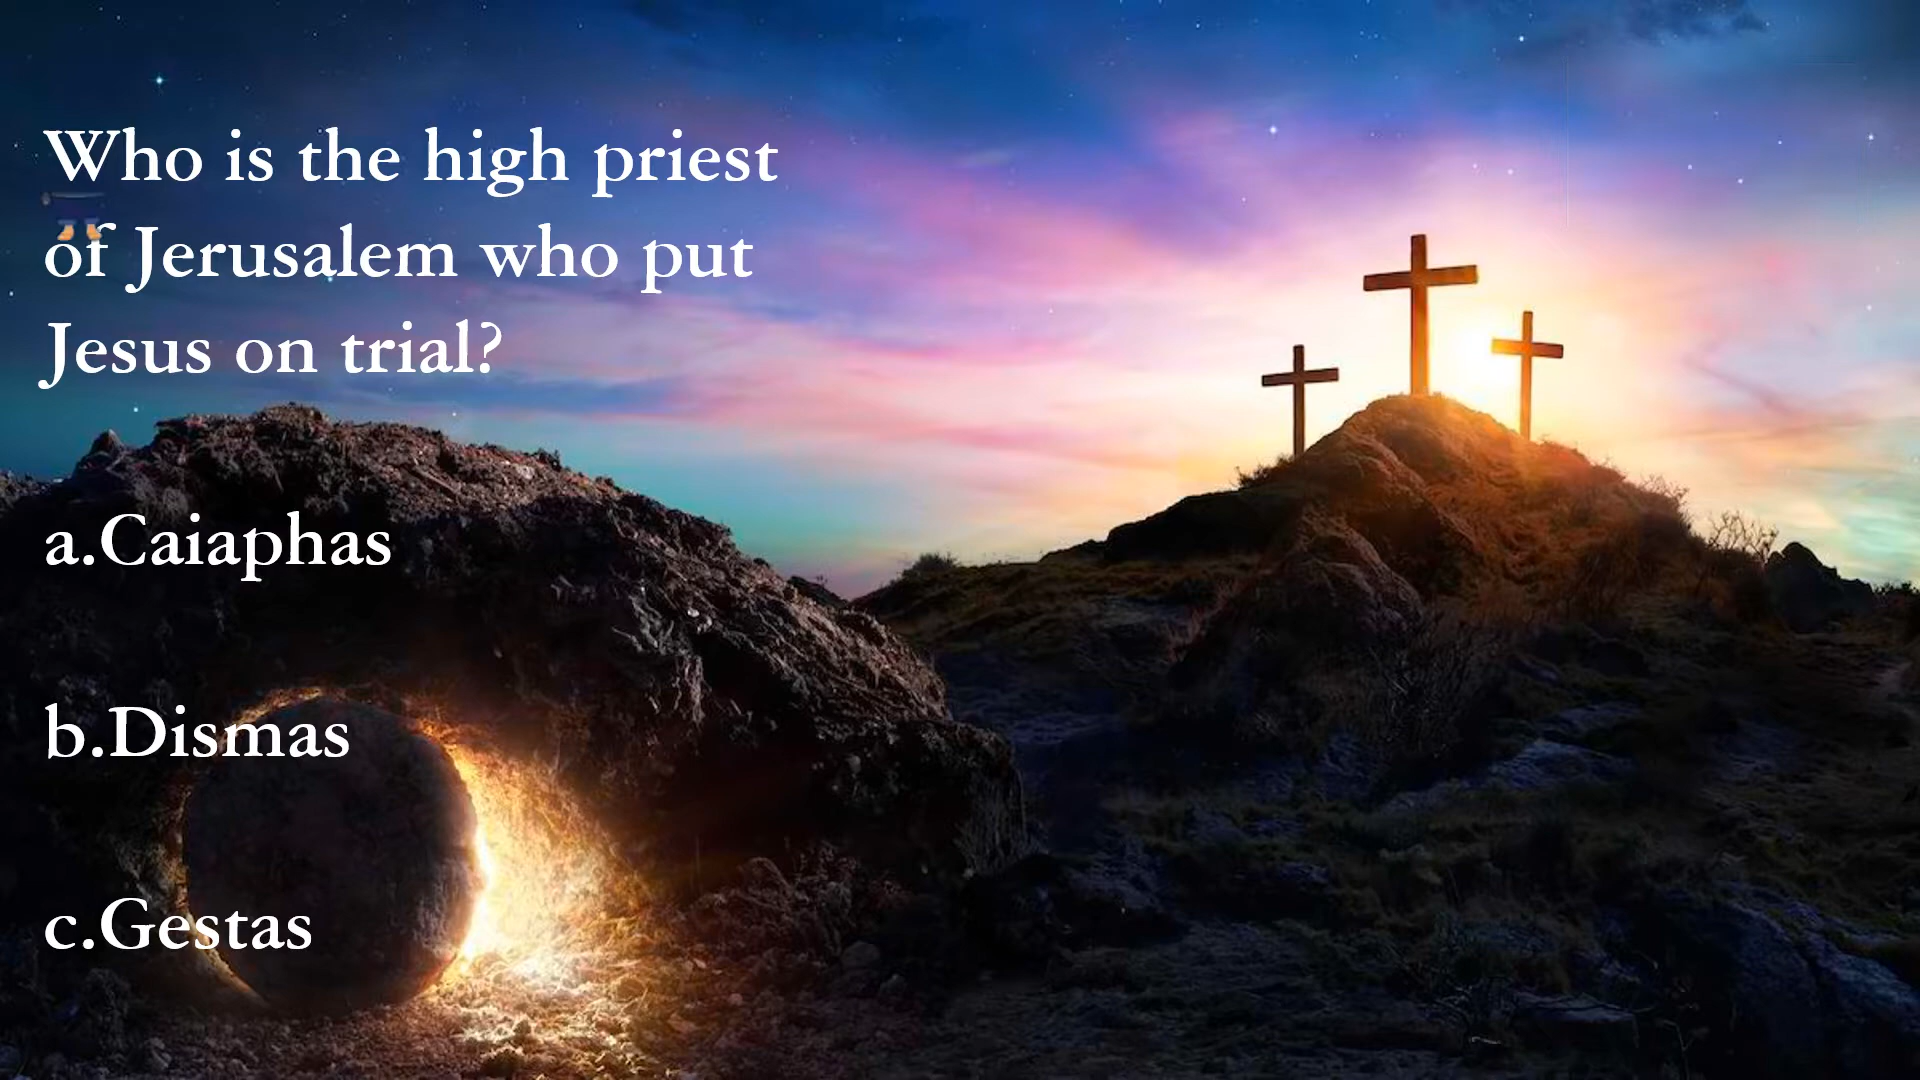 Who is the high priest
of Jerusalem who put
Jesus on trial?
a.Caiaphas
b.Dismas
c.Gestas